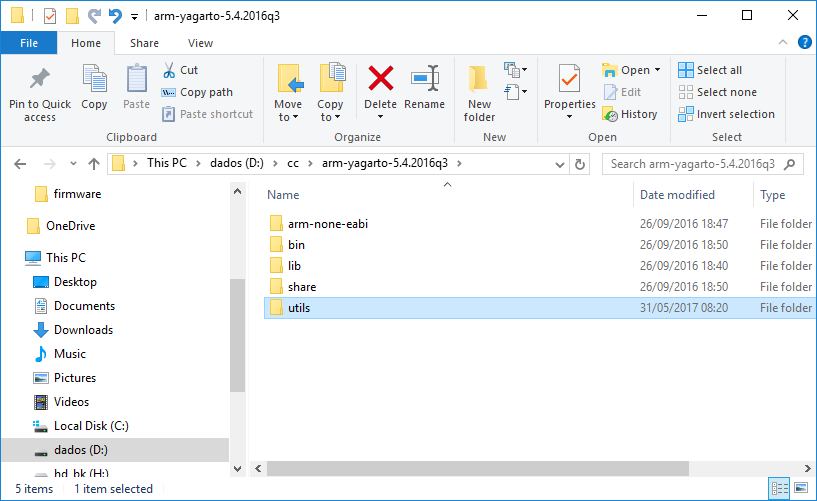 arm-yagarto-5.4.2016q3
File Home Share View
Pin to Quick access
Copy
Paste
Cut
Copy path
Paste shortcut
Clipboard
Move to
Copy to
Delete
Rename
Organize
New folder
New
Properties
Open
Edit
History
Open
Select all
Select none
Invert selection
Select
This PC dados (D:) cc arm-yagarto-5.4.2016q3
Search arm-yagarto-5.4.2016q3
firmware
OneDrive
This PC
Desktop
Documents
Downloads
Music
Pictures
Videos
Local Disk (C:)
dados (D:)
hd_bk (H:)
Name Date modified Type
arm-none-eabi 26/09/2016 18:47 File folder
bin 26/09/2016 18:50 File folder
lib 26/09/2016 18:40 File folder
share 26/09/2016 18:50 File folder
utils 31/05/2017 08:20 File folder
5 items 1 item selected